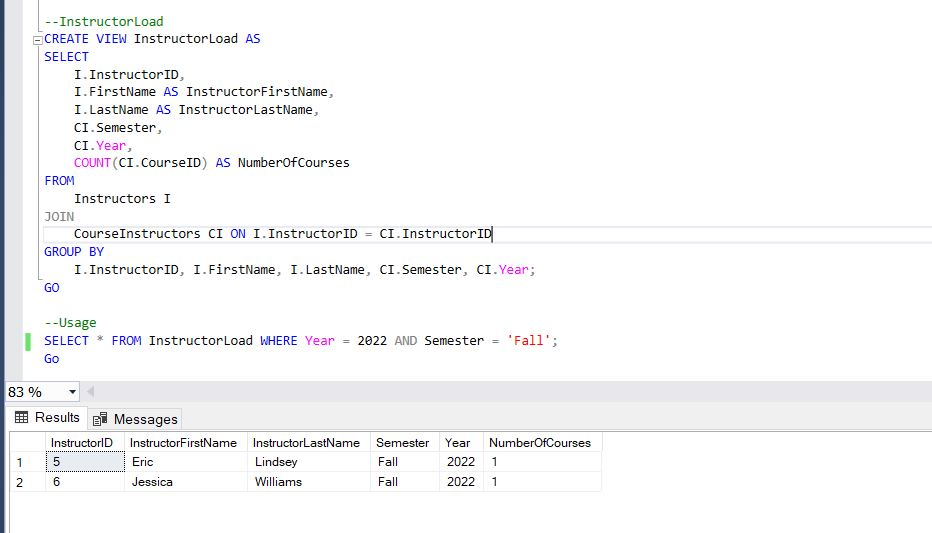 --InstructorLoad
CREATE VIEW InstructorLoad AS
SELECT
I.InstructorID,
I.FirstName AS InstructorFirstName,
I.LastName AS InstructorLastName,
CI.Semester,
CI.Year,
COUNT(CI.CourseID) AS NumberOfCourses
FROM
Instructors I
JOIN
CourseInstructors CI ON I.InstructorID = CI.InstructorID
GROUP BY
I.InstructorID, I.FirstName, I.LastName, CI.Semester, CI.Year;
GO
--Usage
SELECT * FROM InstructorLoad WHERE Year = 2022 AND Semester = 'Fall';
Go
83 %
Results Messages
InstructorID InstructorFirstName InstructorLastName Semester Year NumberOfCourses
1 5 Eric Lindsey Fall 2022 1
2 6 Jessica Williams Fall 2022 1